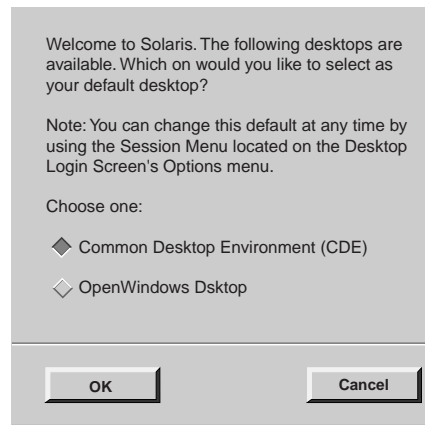 Welcome to Solaris. The following desktops are
available. Which on would you like to select as
your default desktop?
Note: You can change this default at any time by
using the Session Menu located on the Desktop
Login Screen's Options menu.
Choose one:
Common Desktop Environment (CDE)
OpenWindows Dsktop
OK
Cancel